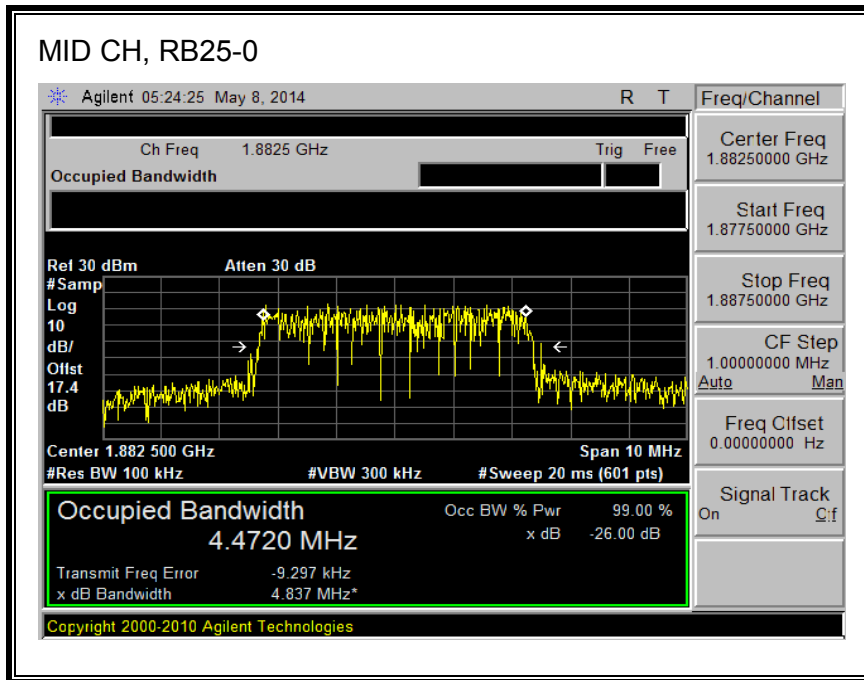 MID CH, RB25-0
Agilent 05:24:25 May 8, 2014 R T
Freq/Channel
Ch Freq 1.8825 GHz Trig Free
Occupied Bandwidth
Center Freq
1.88250000 GHz
Start Freq
1.87750000 GHz
Stop Freq
1.88750000 GHz
CF Step
1.00000000 MHz
Auto Man
Freq Offset
0.00000000 Hz
Signal Track
On Off
Ref 30 dBm Atten 30 dB
#Samp
Log
10
dB/
Offst
17.4
dB
Center 1.882 500 GHz Span 10 MHz
#Res BW 100 kHz #VBW 300 kHz #Sweep 20 ms (601 pts)
Occupied Bandwidth
4.4720 MHz
Occ BW % Pwr 99.00 %
x dB -26.00 dB
Transmit Freq Error -9.297 kHz
x dB Bandwidth 4.837 MHz*
Copyright 2000-2010 Agilent Technologies